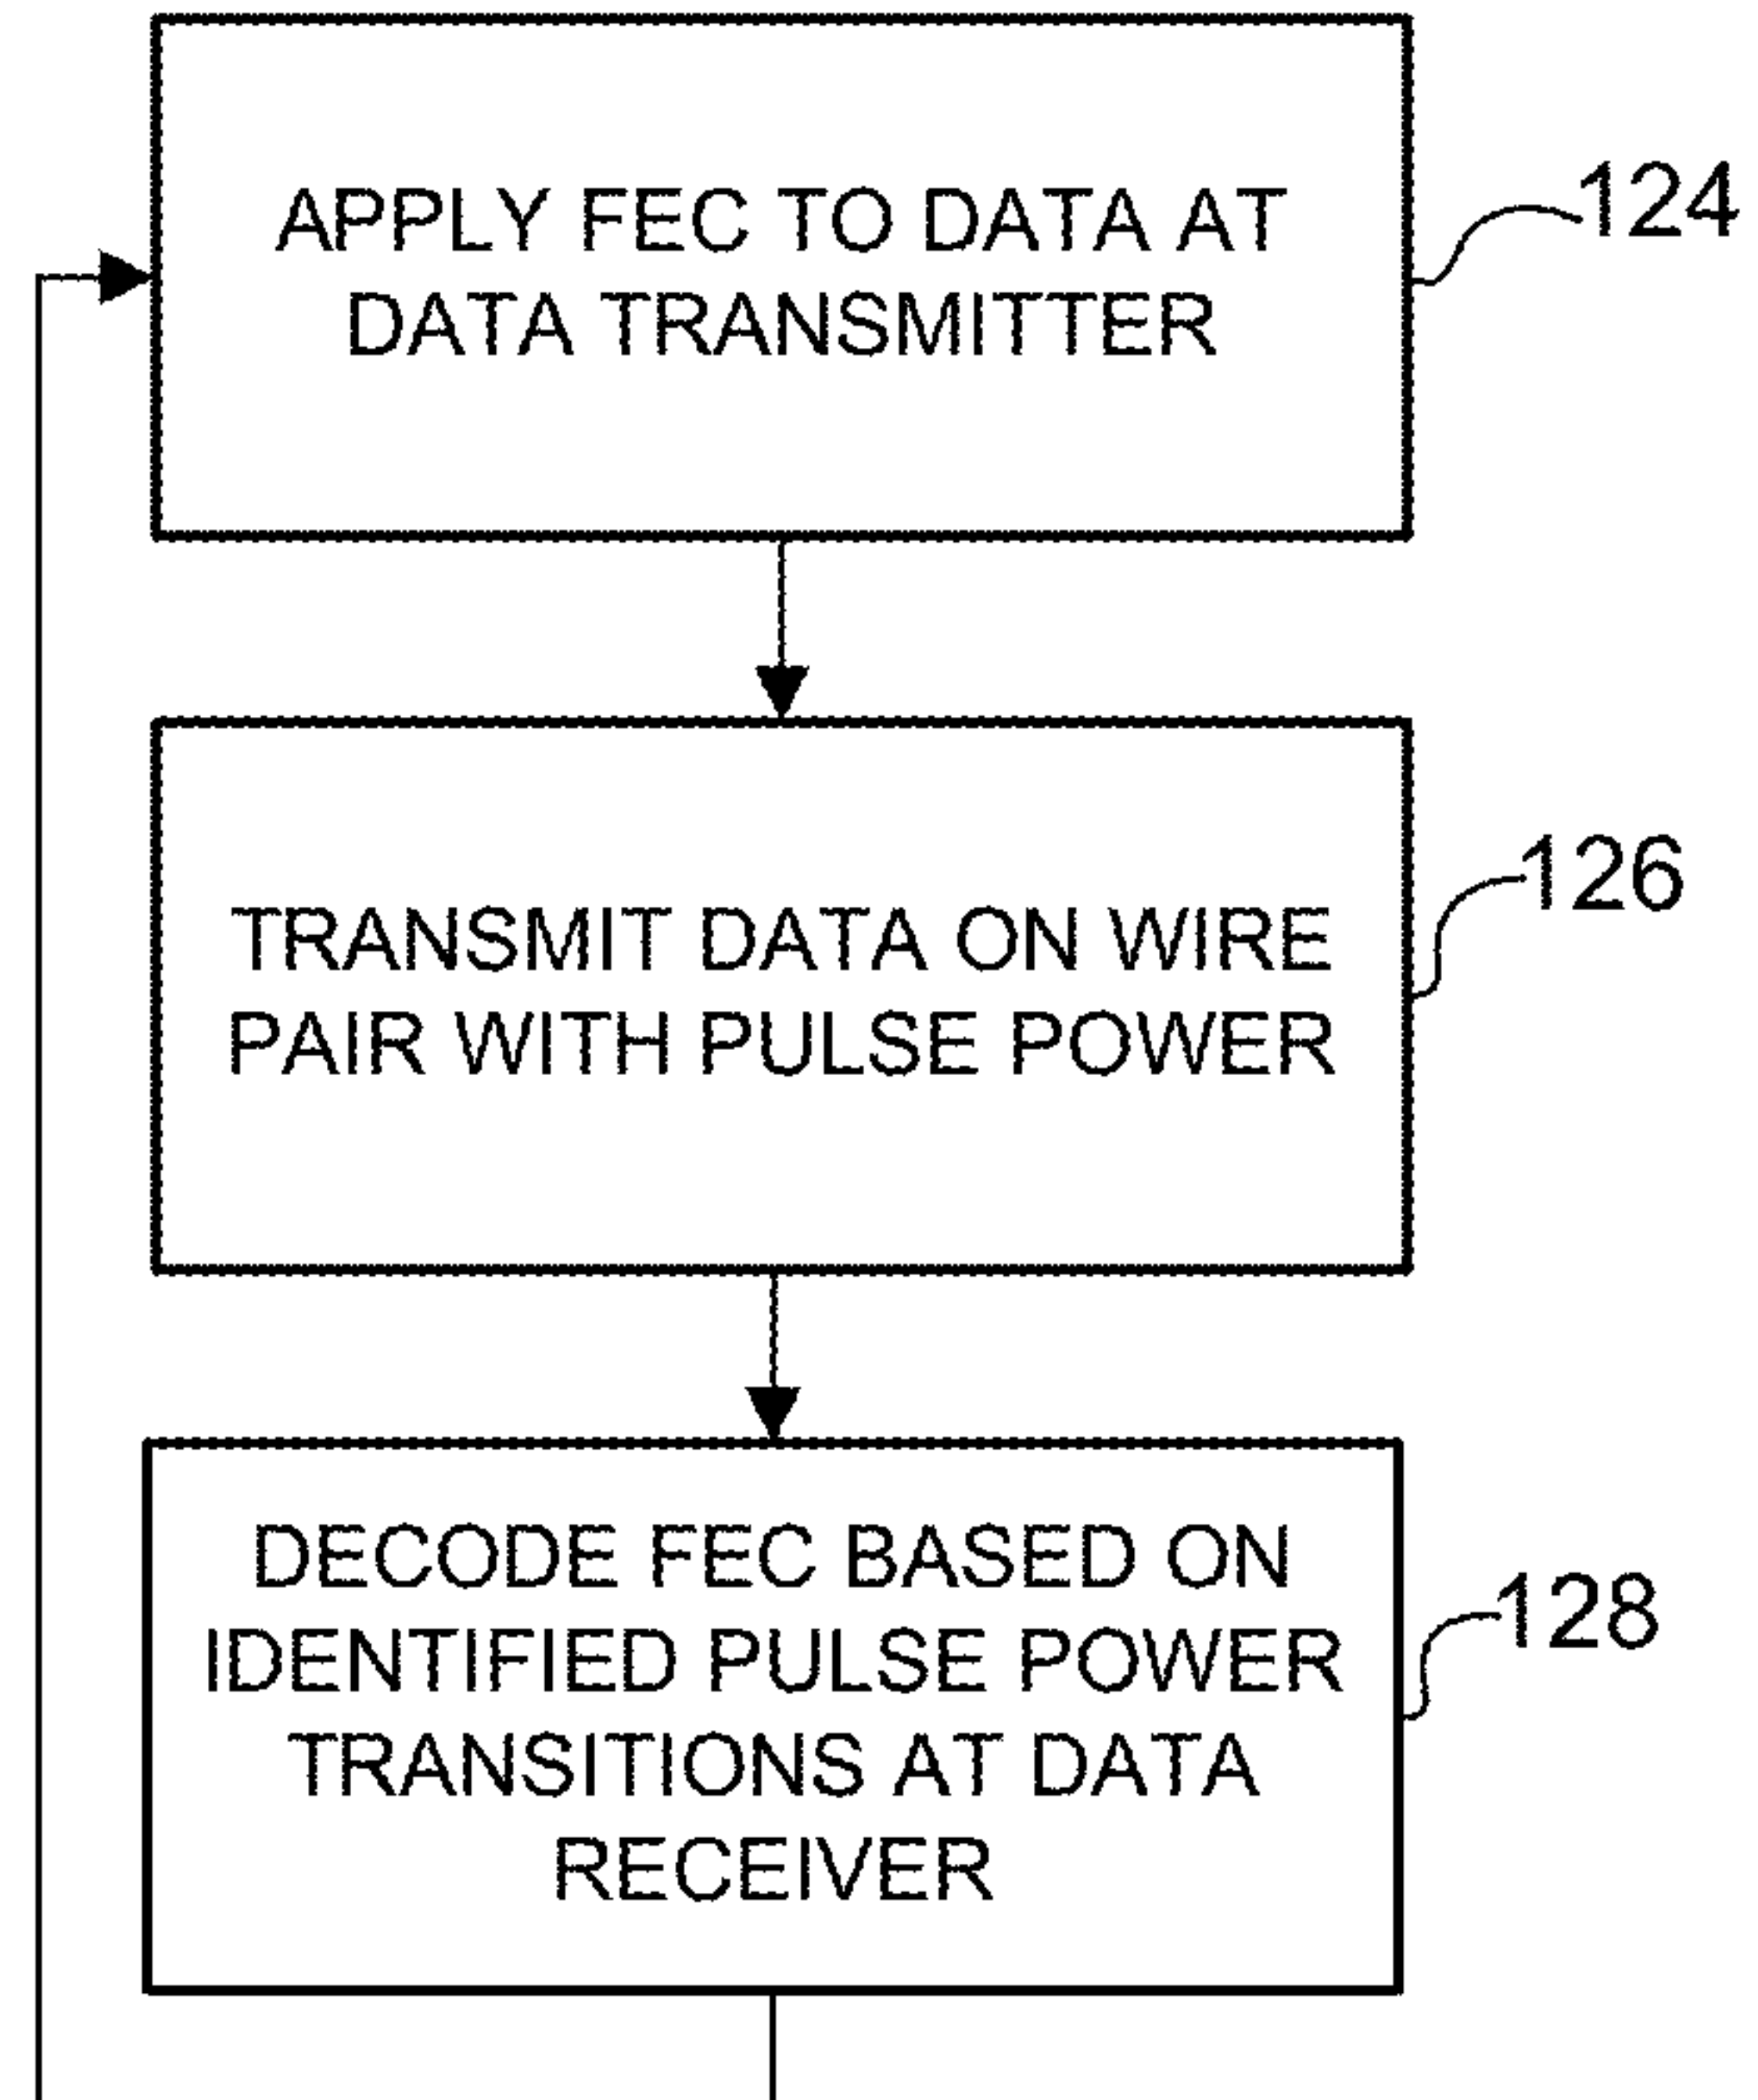 APPLY FEC TO DATA AT
DATA TRANSMITTER
124
TRANSMIT DATA ON WIRE
PAIR WITH PULSE POWER
126
DECODE FEC BASED ON
IDENTIFIED PULSE POWER
TRANSITIONS AT DATA
RECEIVER
128